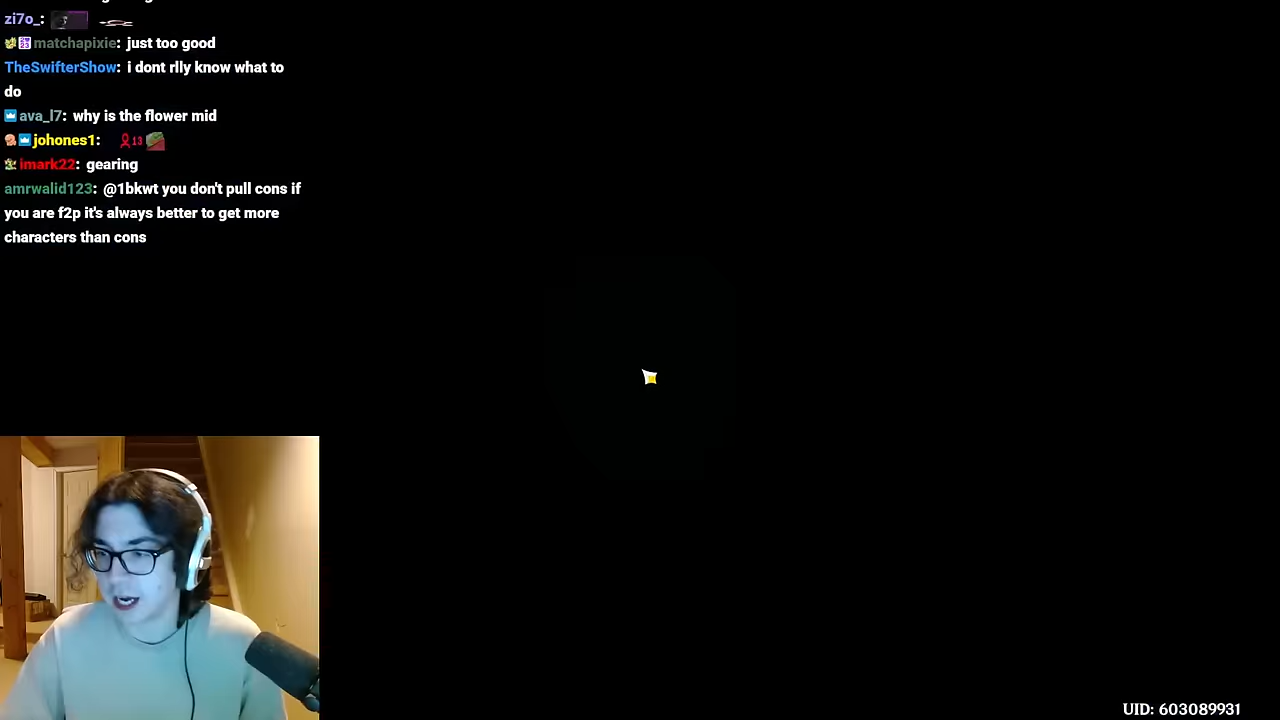 zi7o_:
matchapixie: just too good
TheSwifterShow: i dont rlly know what to
do
ava_l7: why is the flower mid
johones1: 13
imark22: gearing
amrwalid123: @1bkwt you don't pull cons if
you are f2p it's always better to get more
characters than cons
UID: 603089931